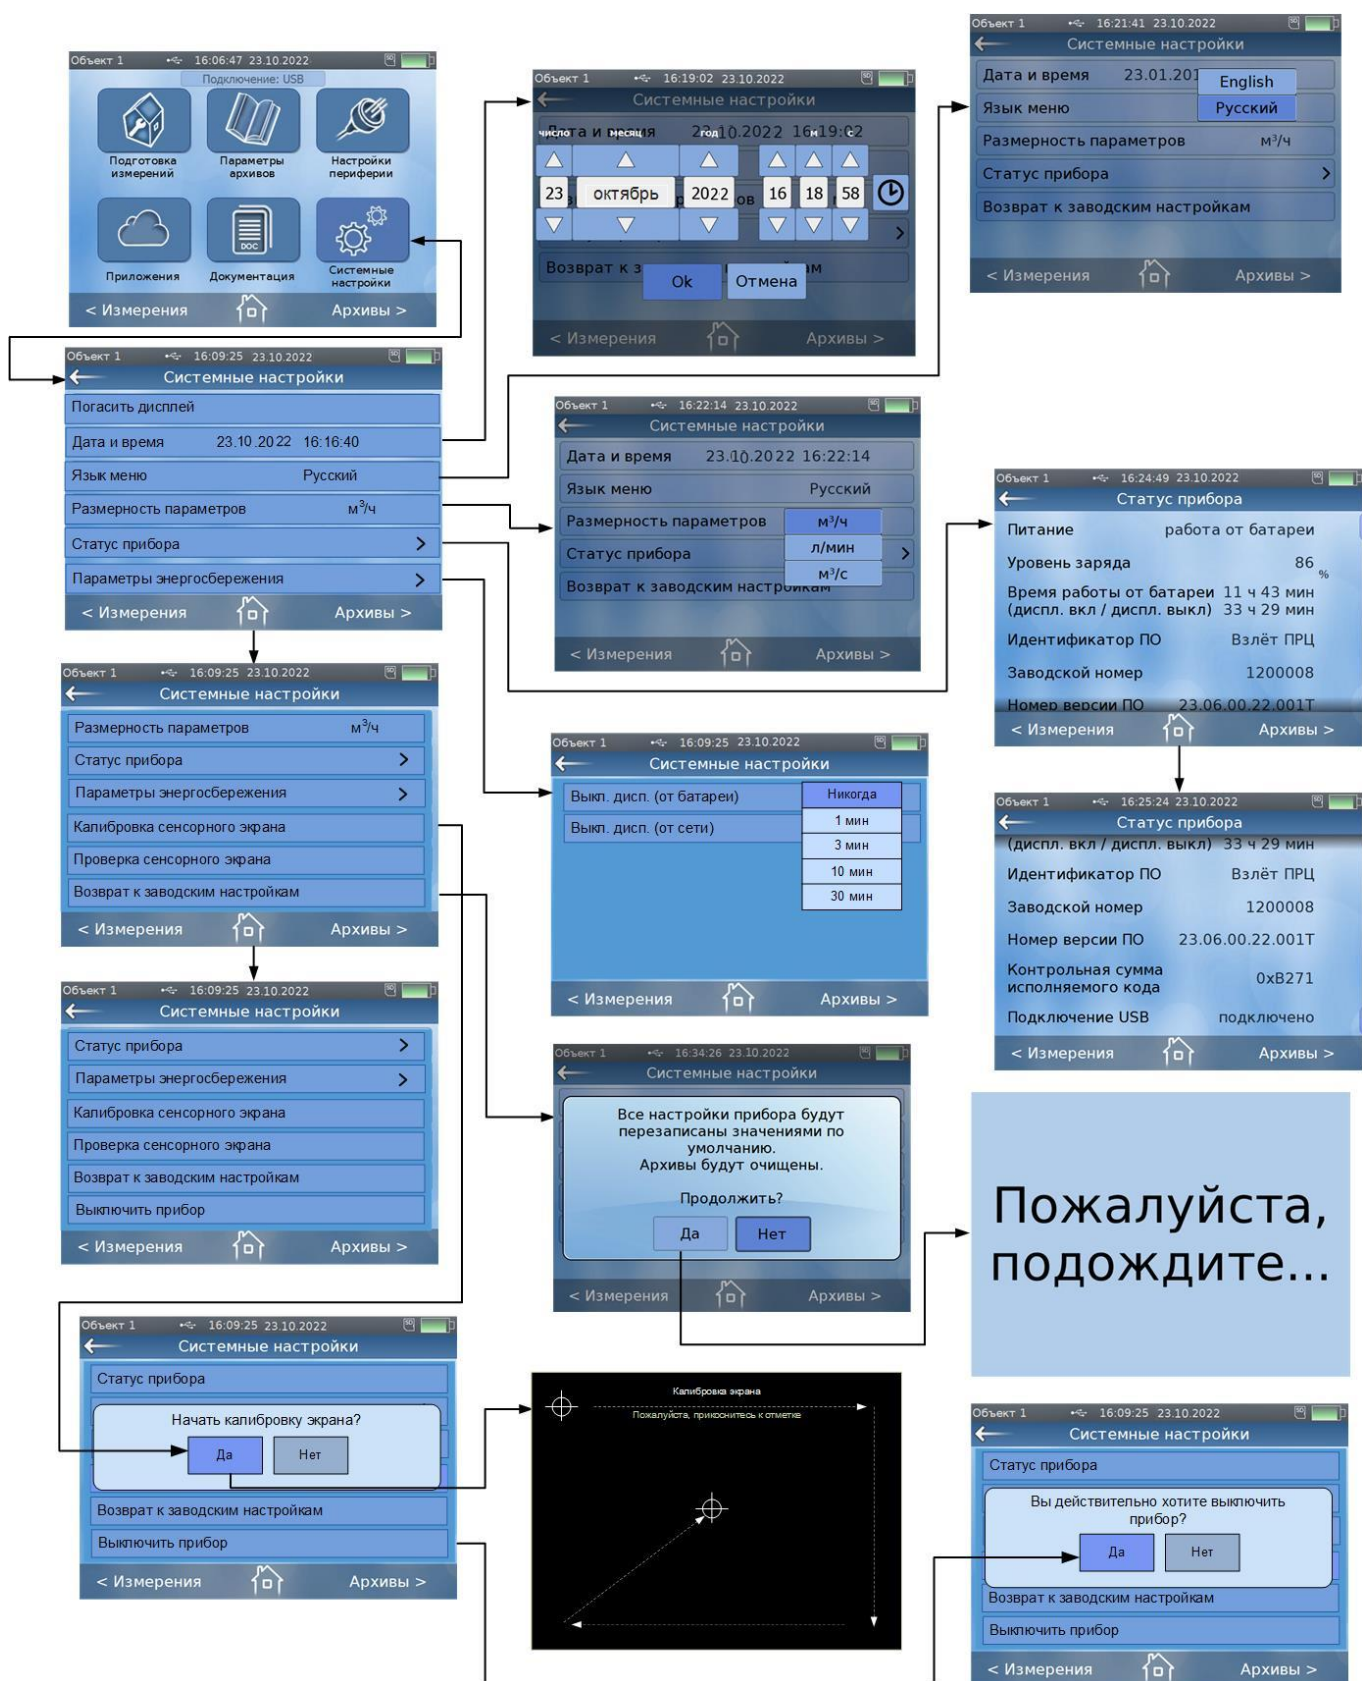 Объект 1 16:06:47 23.10.2022 SD
Подключение: USB
Подготовка измерений
Параметры архивов
Настройки периферии
DOC
Приложения
Документация
Системные настройки
< Измерения Архивы >
Объект 1 16:19:02 23.10.2022
Системные настройки
число месяц год м с
23 октябрь 2022 16 18 58
Ok Отмена
< Измерения Архивы >
Объект 1 16:21:41 23.10.2022
Системные настройки
Дата и время 23.01.201
English
Язык меню Русский
Размерность параметров м³/ч
Статус прибора >
Возврат к заводским настройкам
< Измерения Архивы >
Объект 1 16:09:25 23.10.2022
Системные настройки
Погасить дисплей
Дата и время 23.10.2022 16:16:40
Язык меню Русский
Размерность параметров м³/ч
Статус прибора >
Параметры энергосбережения >
< Измерения Архивы >
Объект 1 16:22:14 23.10.2022
Системные настройки
Дата и время 23.10.2022 16:22:14
Язык меню Русский
Размерность параметров м³/ч
Статус прибора л/мин >
Возврат к заводским настройкам м³/с
< Измерения Архивы >
Объект 1 16:24:49 23.10.2022
Статус прибора
Питание работа от батареи
Уровень заряда 86 %
Время работы от батареи 11 ч 43 мин
(диспл. вкл / диспл. выкл) 33 ч 29 мин
Идентификатор ПО Взлёт ПРЦ
Заводской номер 1200008
Номер версии ПО 23.06.00.22.001T
< Измерения Архивы >
Объект 1 16:09:25 23.10.2022
Системные настройки
Размерность параметров м³/ч
Статус прибора >
Параметры энергосбережения >
Калибровка сенсорного экрана
Проверка сенсорного экрана
Возврат к заводским настройкам
< Измерения Архивы >
Объект 1 16:09:25 23.10.2022
Системные настройки
Выкл. дисп. (от батареи) Никогда
Выкл. дисп. (от сети) 1 мин
3 мин
10 мин
30 мин
< Измерения Архивы >
Объект 1 16:25:24 23.10.2022
Статус прибора
(диспл. вкл / диспл. выкл) 33 ч 29 мин
Идентификатор ПО Взлёт ПРЦ
Заводской номер 1200008
Номер версии ПО 23.06.00.22.001T
Контрольная сумма
исполняемого кода 0xB271
Подключение USB подключено
< Измерения Архивы >
Объект 1 16:09:25 23.10.2022
Системные настройки
Статус прибора >
Параметры энергосбережения >
Калибровка сенсорного экрана
Проверка сенсорного экрана
Возврат к заводским настройкам
Выключить прибор
< Измерения Архивы >
Объект 1 16:34:26 23.10.2022
Системные настройки
Все настройки прибора будут
перезаписаны значениями по
умолчанию.
Архивы будут очищены.
Продолжить?
Да Нет
< Измерения Архивы >
Пожалуйста,
подождите...
Объект 1 16:09:25 23.10.2022
Системные настройки
Статус прибора
Начать калибровку экрана?
Да Нет
Возврат к заводским настройкам
Выключить прибор
< Измерения Архивы >
Калибровка экрана
Пожалуйста, прикоснитесь к отметке
Объект 1 16:09:25 23.10.2022
Системные настройки
Статус прибора
Вы действительно хотите выключить
прибор?
Да Нет
Возврат к заводским настройкам
Выключить прибор
< Измерения Архивы >